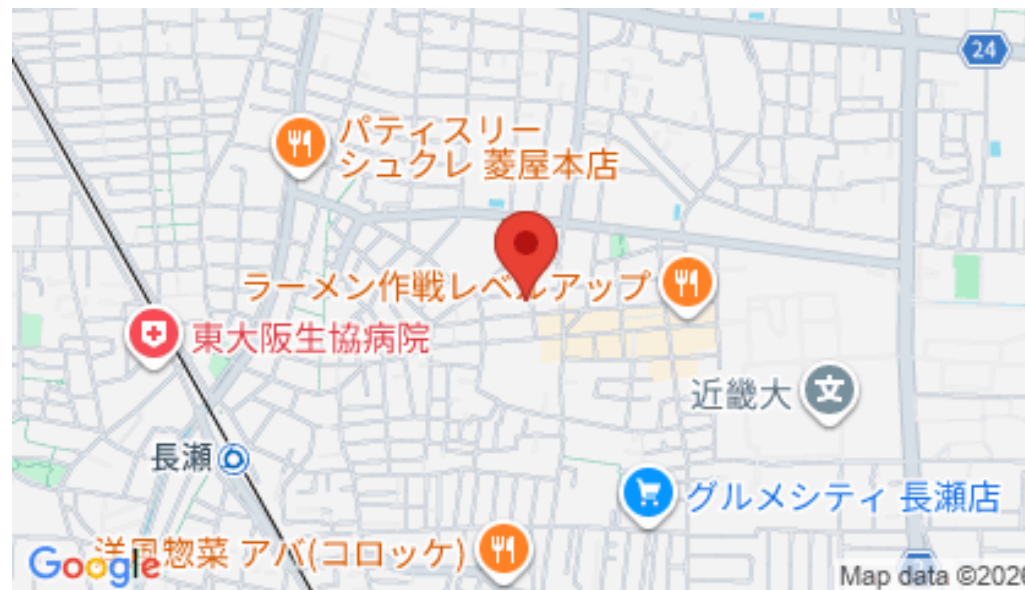 24
パティスリー
シュクレ 菱屋本店
ラーメン作戦レベルアップ
東大阪生協病院
近畿大
文
長瀬
グルメシティ 長瀬店
洋風惣菜 アバ(コロッケ)
Google
Map data ©2026